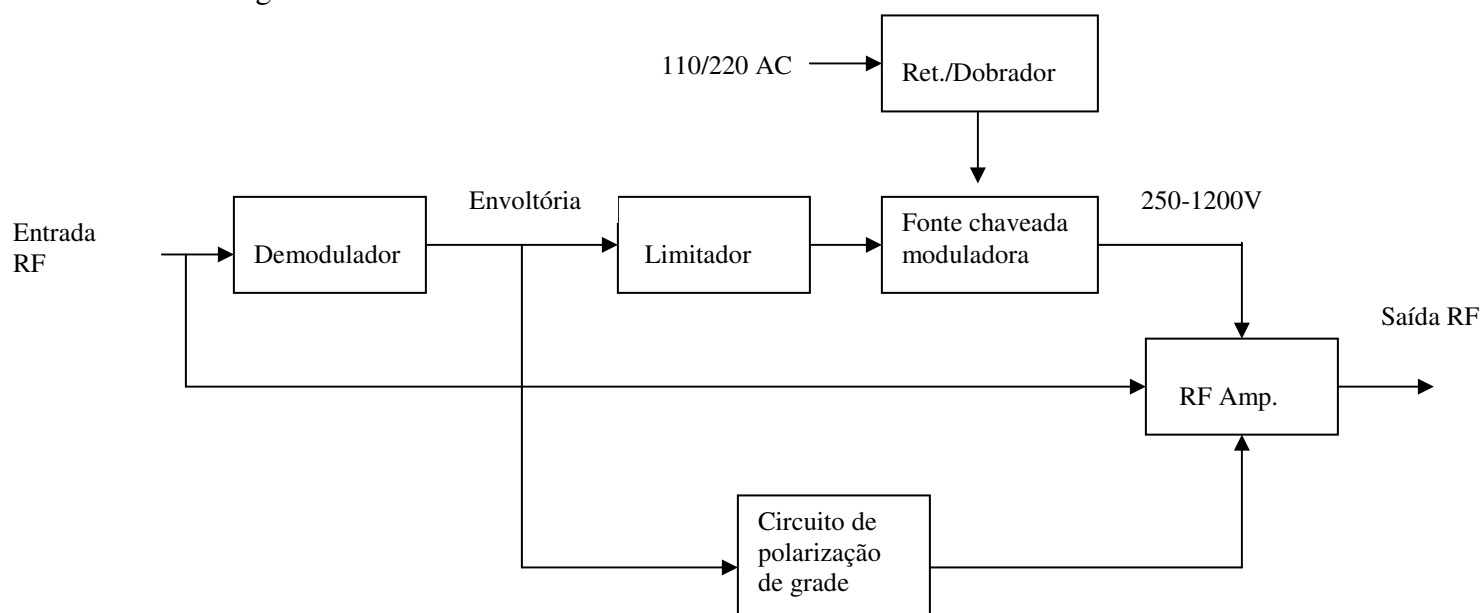 110/220 AC
Ret./Dobrador
Envoltória
250-1200V
Entrada
RF
Demodulador
Limitador
Fonte chaveada
moduladora
Saída RF
RF Amp.
Circuito de
polarização
de grade